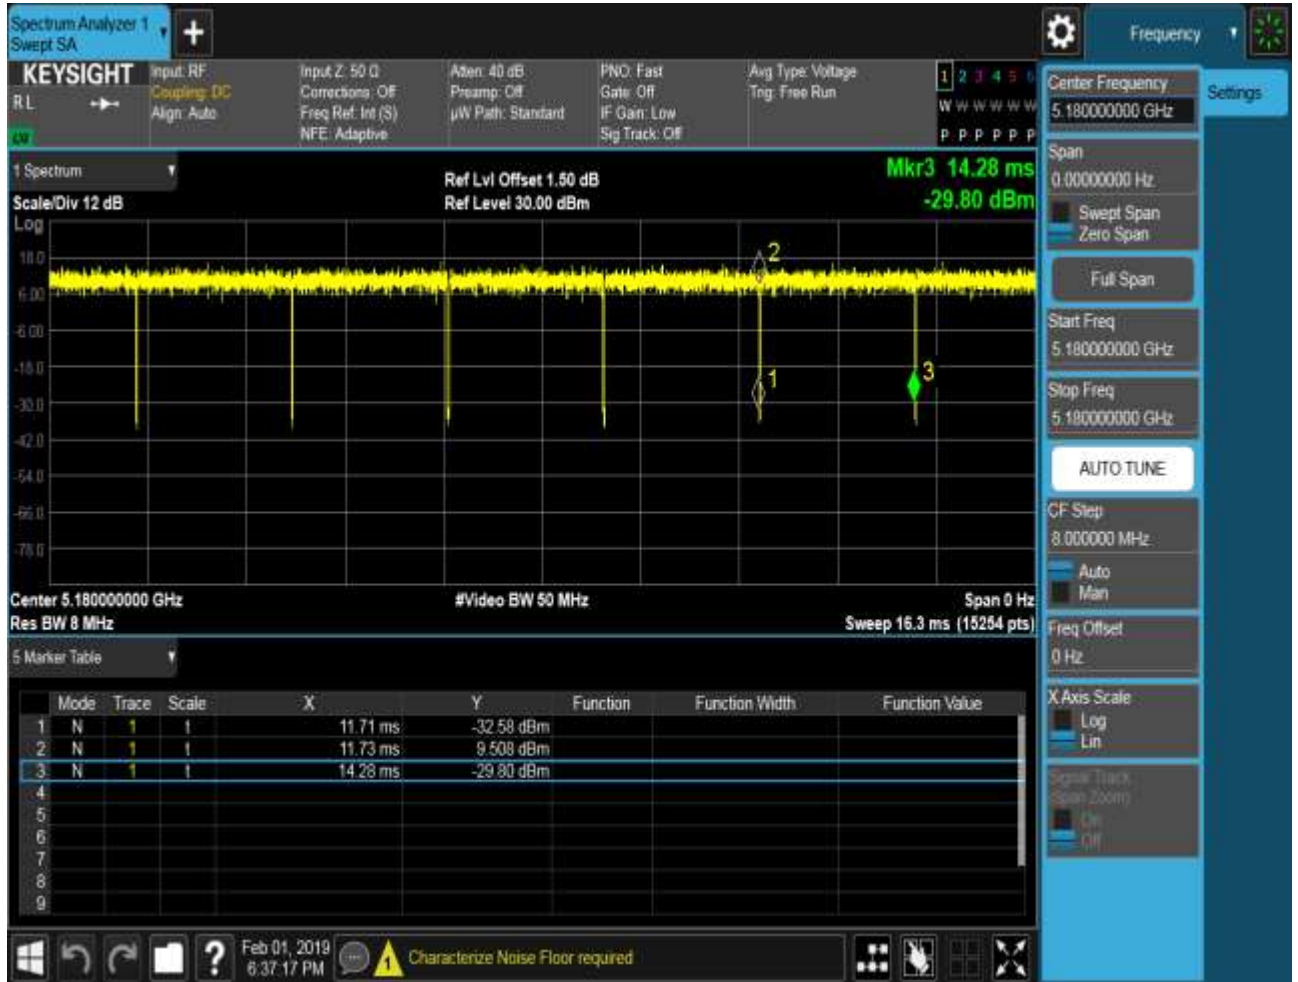 Spectrum Analyzer 1
Swept SA
Frequency
KEYSIGHT
R L
Input: RF
Coupling: DC
Align: Auto
Input Z: 50 Ω
Corrections: Off
Freq Ref: Int (S)
NFE: Adaptive
Atten: 40 dB
Preamp: Off
µW Path: Standard
PNO: Fast
Gate: Off
IF Gain: Low
Sig Track: Off
Avg Type: Voltage
Trig: Free Run
1 2 3 4 5 6
W W W W W W
P P P P P P
1 Spectrum
Scale/Div 12 dB
Ref Lvl Offset 1.50 dB
Ref Level 30.00 dBm
Mkr3 14.28 ms
-29.80 dBm
Log
18.0
6.00
-6.00
-18.0
-30.0
-42.0
-54.0
-66.0
-78.0
2
1
3
Center 5.180000000 GHz
Res BW 8 MHz
#Video BW 50 MHz
Span 0 Hz
Sweep 16.3 ms (15254 pts)
5 Marker Table
Mode Trace Scale X Y Function Function Width Function Value
1 N 1 t 11.71 ms -32.58 dBm
2 N 1 t 11.73 ms 9.508 dBm
3 N 1 t 14.28 ms -29.80 dBm
4
5
6
7
8
9
Feb 01, 2019
6:37:17 PM
1
Characterize Noise Floor required
Center Frequency
5.180000000 GHz
Settings
Span
0.00000000 Hz
Swept Span
Zero Span
Full Span
Start Freq
5.180000000 GHz
Stop Freq
5.180000000 GHz
AUTO TUNE
CF Step
8.000000 MHz
Auto
Man
Freq Offset
0 Hz
X Axis Scale
Log
Lin
Signal Track
(Span Zoom)
On
Off